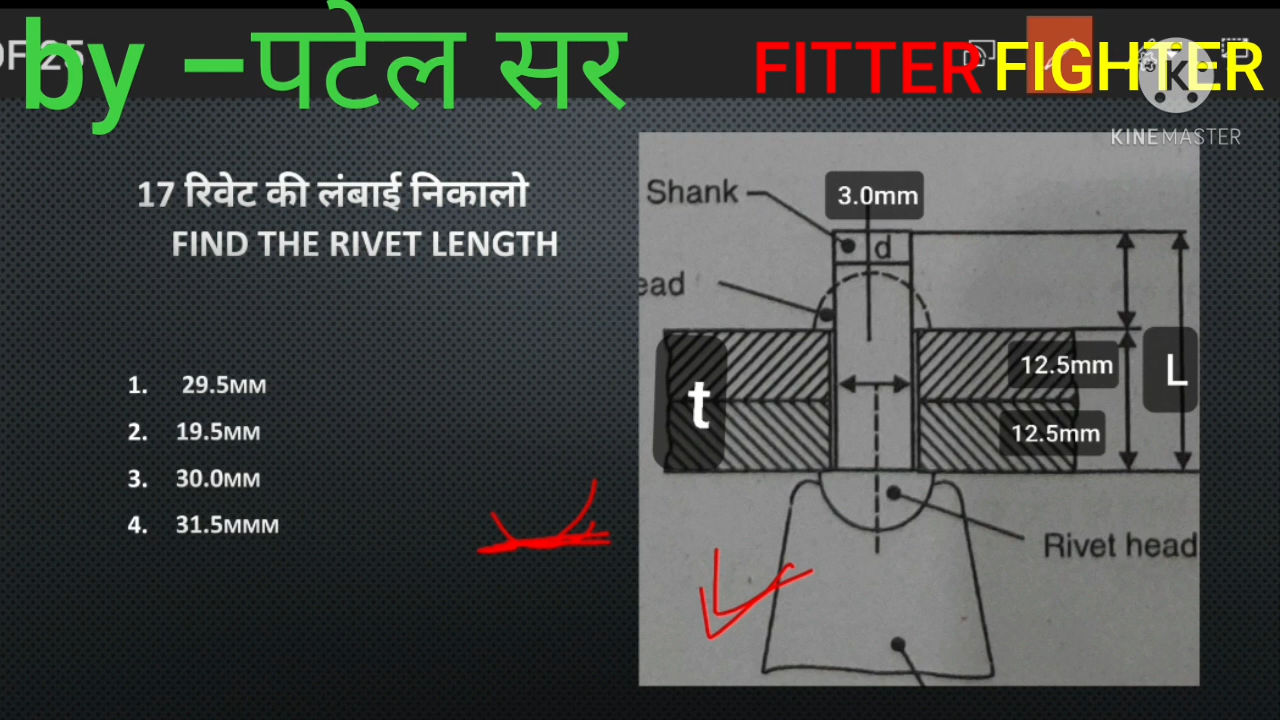 by –पटेल सर
FITTER FIGHTER
KINEMASTER
17 रिवेट की लंबाई निकालो
FIND THE RIVET LENGTH
1. 29.5MM
2. 19.5MM
3. 30.0MM
4. 31.5MMM
Shank
3.0mm
d
ead
t
12.5mm
L
12.5mm
Rivet head